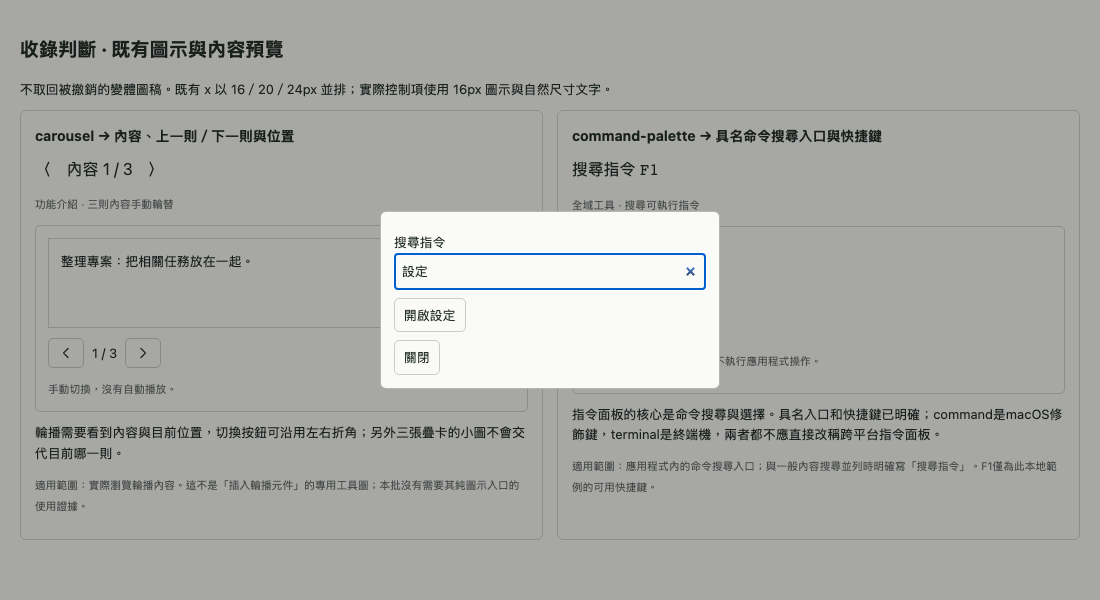 收錄判斷 · 既有圖示與內容預覽
不取回被撤銷的變體圖稿。既有 x 以 16 / 20 / 24px 並排；實際控制項使用 16px 圖示與自然尺寸文字。
carousel → 內容、上一則 / 下一則與位置
〈 內容 1 / 3 〉
功能介紹 · 三則內容手動輪替
整理專案：把相關任務放在一起。
1 / 3
手動切換，沒有自動播放。
輪播需要看到內容與目前位置，切換按鈕可沿用左右折角；另外三張疊卡的小圖不會交
代目前哪一則。
適用範圍：實際瀏覽輪播內容。這不是「插入輪播元件」的專用工具圖；本批沒有需要其純圖示入口的
使用證據。
command-palette → 具名命令搜尋入口與快捷鍵
搜尋指令 F1
全域工具 · 搜尋可執行指令
不執行應用程式操作。
指令面板的核心是命令搜尋與選擇。具名入口和快捷鍵已明確；command是macOS修
飾鍵，terminal是終端機，兩者都不應直接改稱跨平台指令面板。
適用範圍：應用程式內的命令搜尋入口；與一般內容搜尋並列時明確寫「搜尋指令」。F1僅為此本地範
例的可用快捷鍵。
搜尋指令
設定
開啟設定
關閉